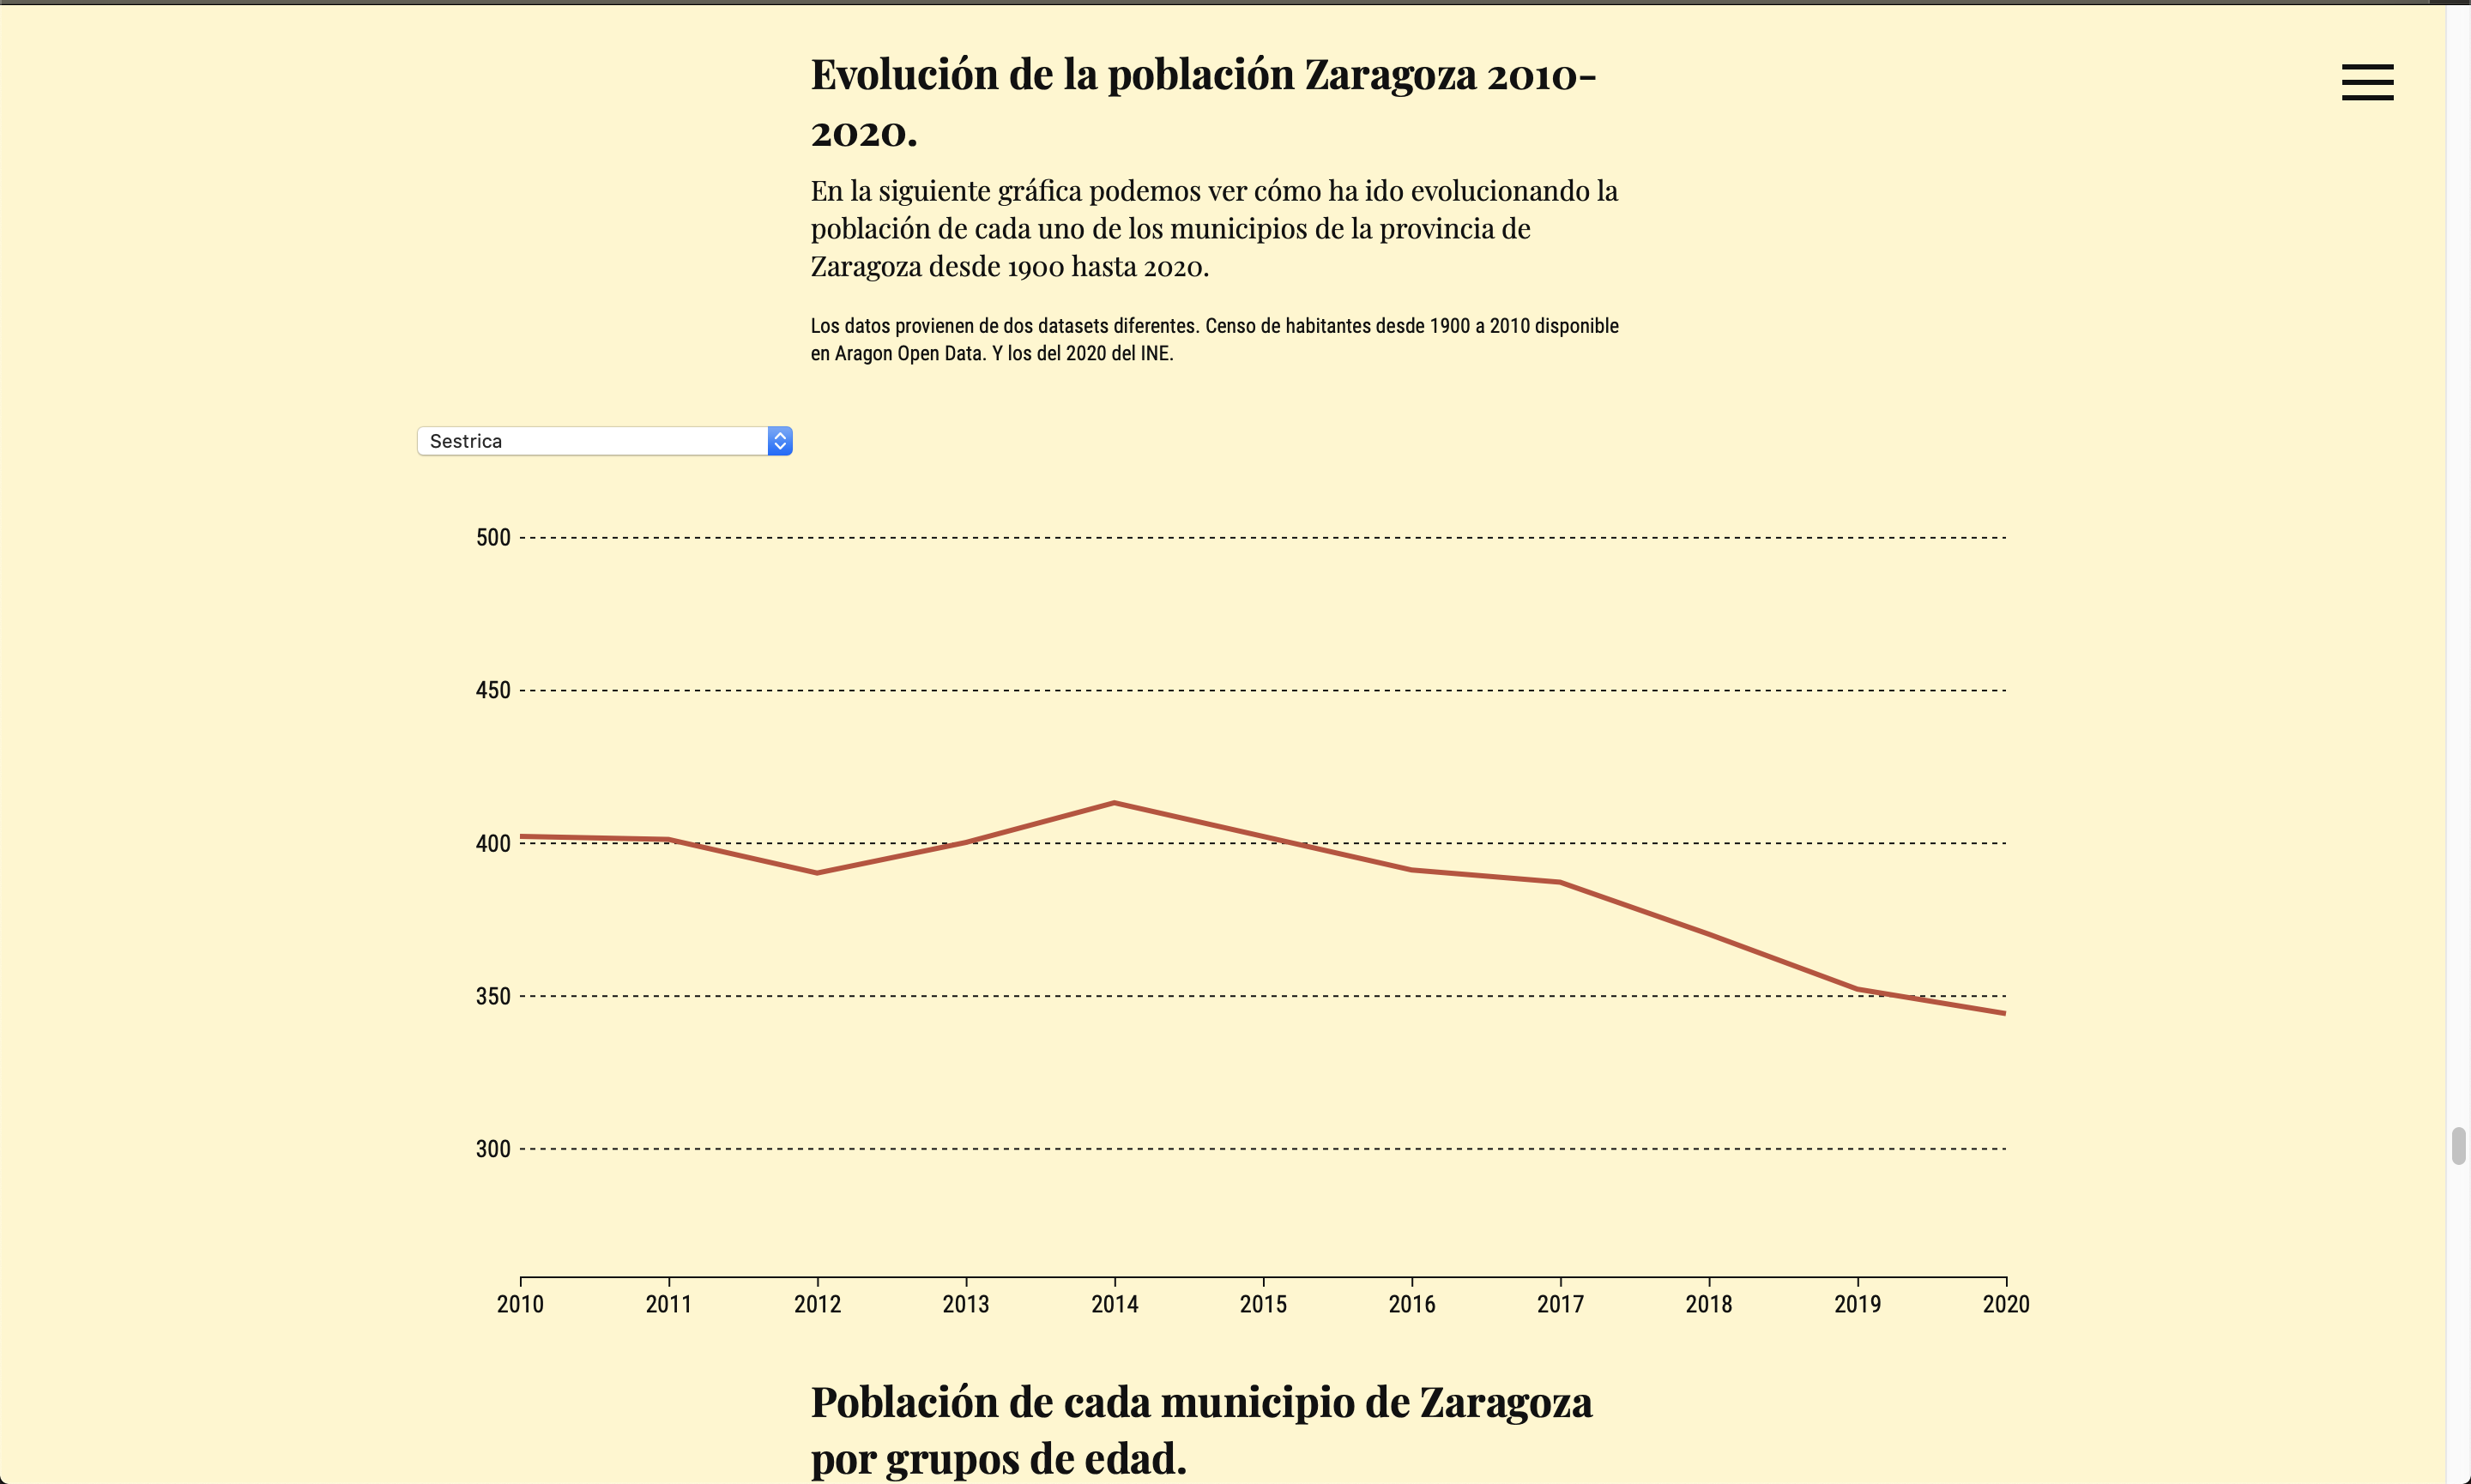 Evolución de la población Zaragoza 2010-
2020.
En la siguiente gráfica podemos ver cómo ha ido evolucionando la
población de cada uno de los municipios de la provincia de
Zaragoza desde 1900 hasta 2020.
Los datos provienen de dos datasets diferentes. Censo de habitantes desde 1900 a 2010 disponible
en Aragon Open Data. Y los del 2020 del INE.
Sestrica
500
450
400
350
300
2010 2011 2012 2013 2014 2015 2016 2017 2018 2019 2020
Población de cada municipio de Zaragoza
por grupos de edad.